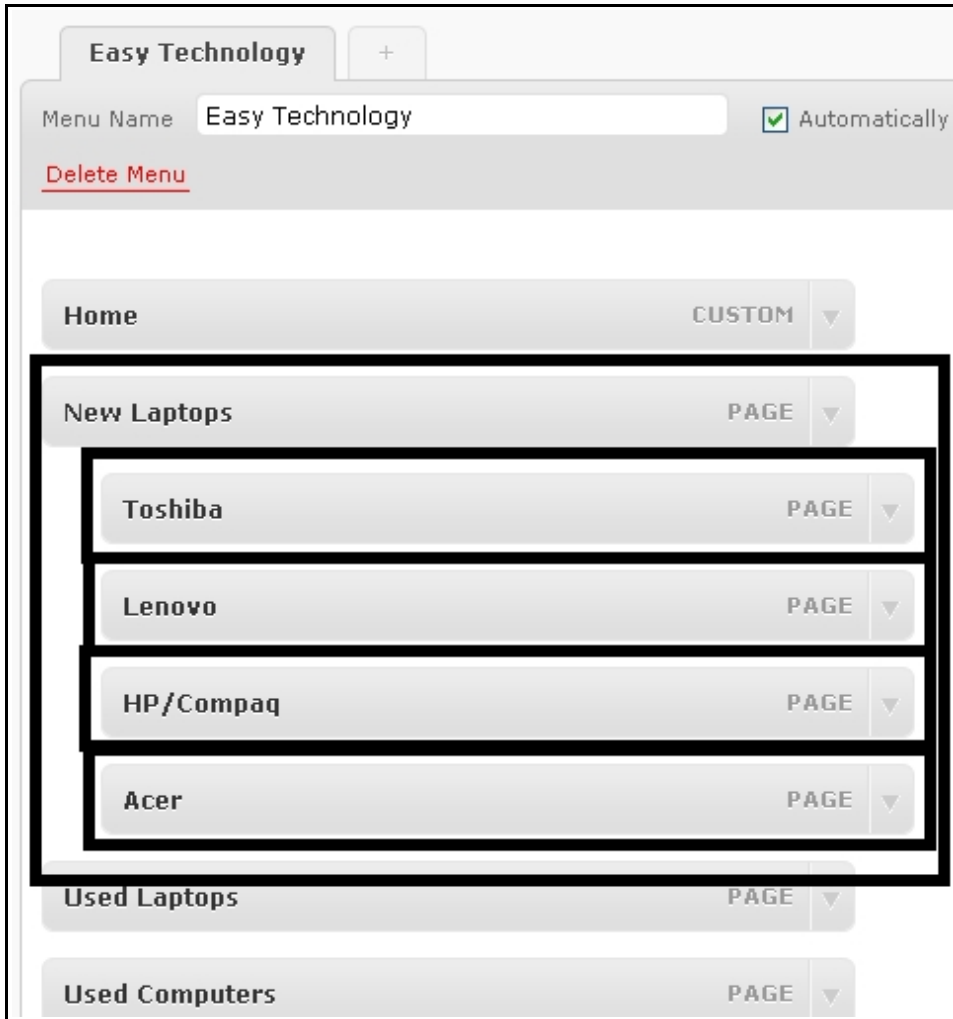 Easy Technology +
Menu Name Easy Technology Automatically
Delete Menu
Home CUSTOM
New Laptops PAGE
Toshiba PAGE
Lenovo PAGE
HP/Compaq PAGE
Acer PAGE
Used Laptops PAGE
Used Computers PAGE